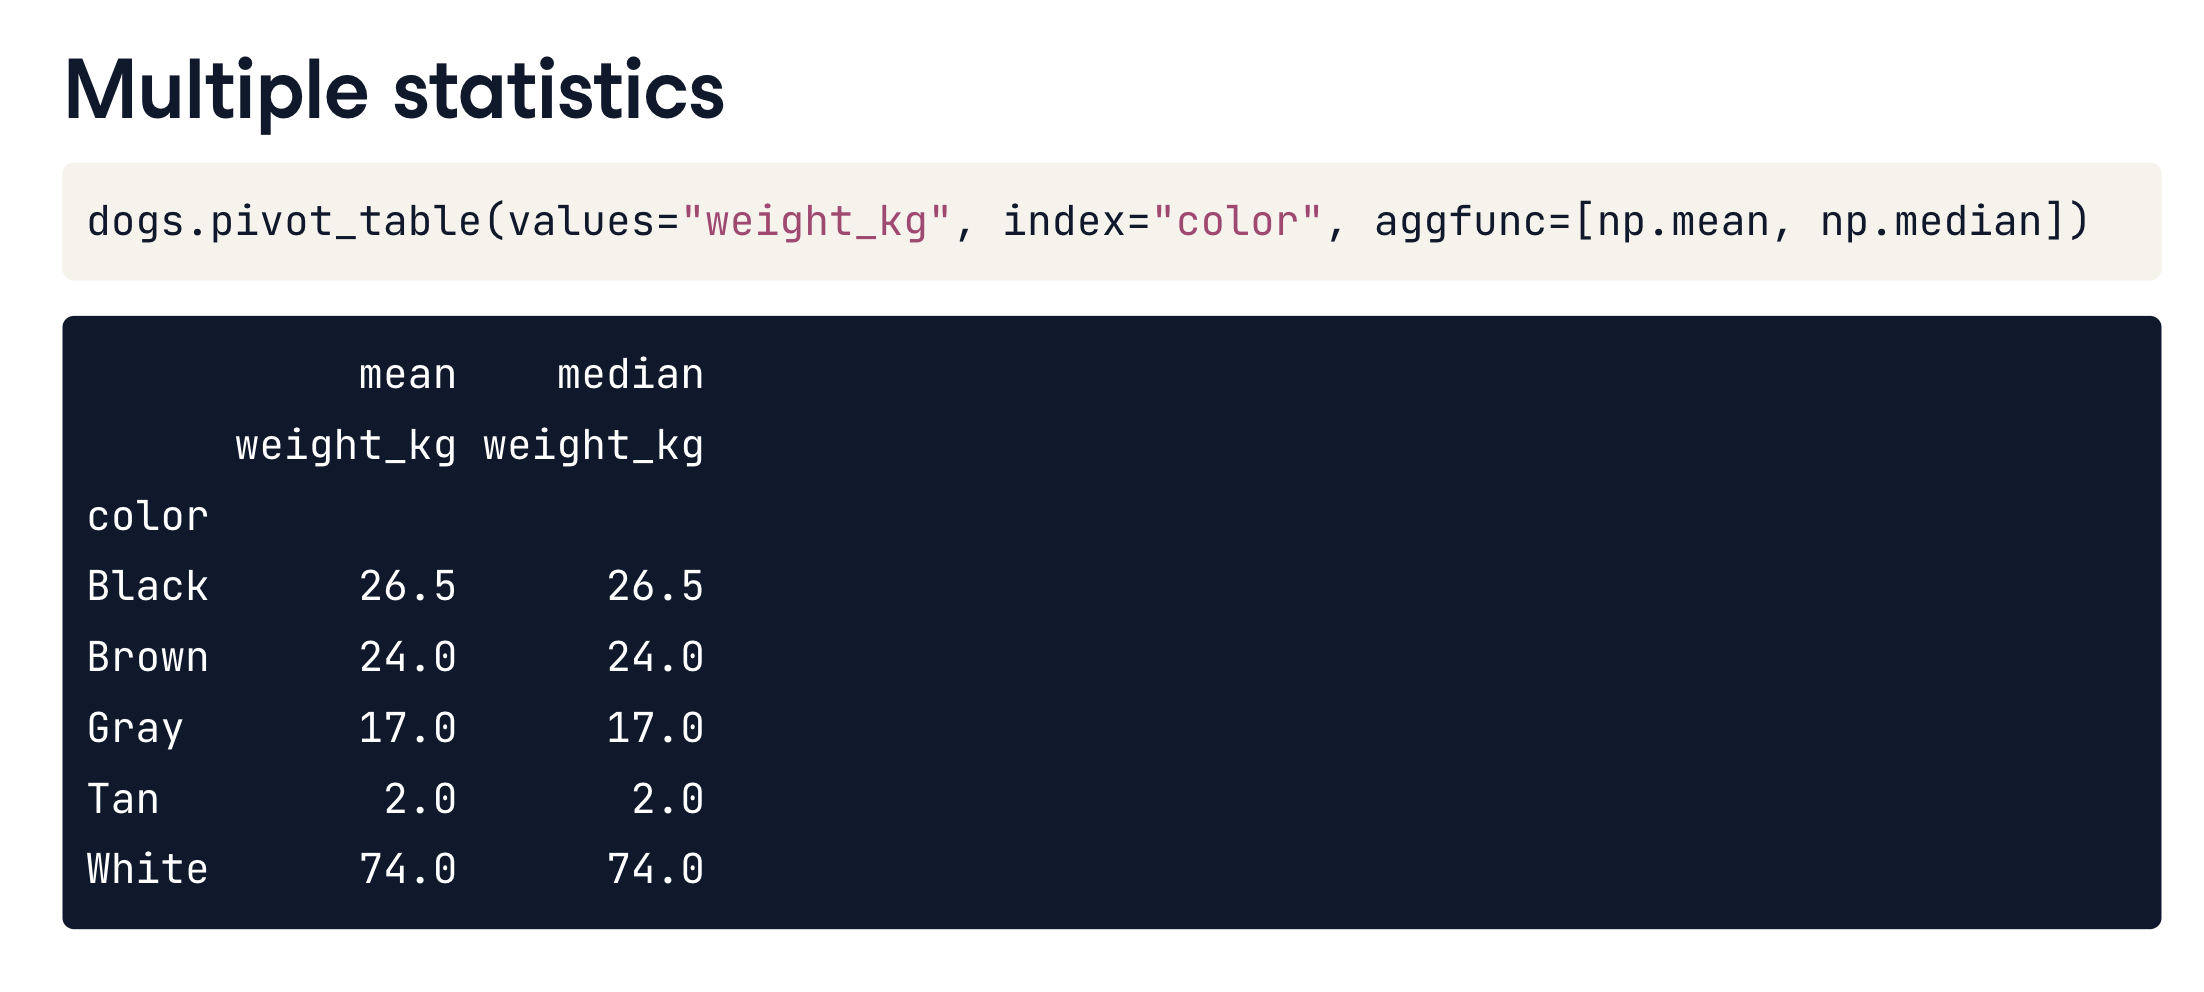 Multiple statistics
dogs.pivot_table(values="weight_kg", index="color", aggfunc=[np.mean, np.median])
mean median
weight_kg weight_kg
color
Black 26.5 26.5
Brown 24.0 24.0
Gray 17.0 17.0
Tan 2.0 2.0
White 74.0 74.0